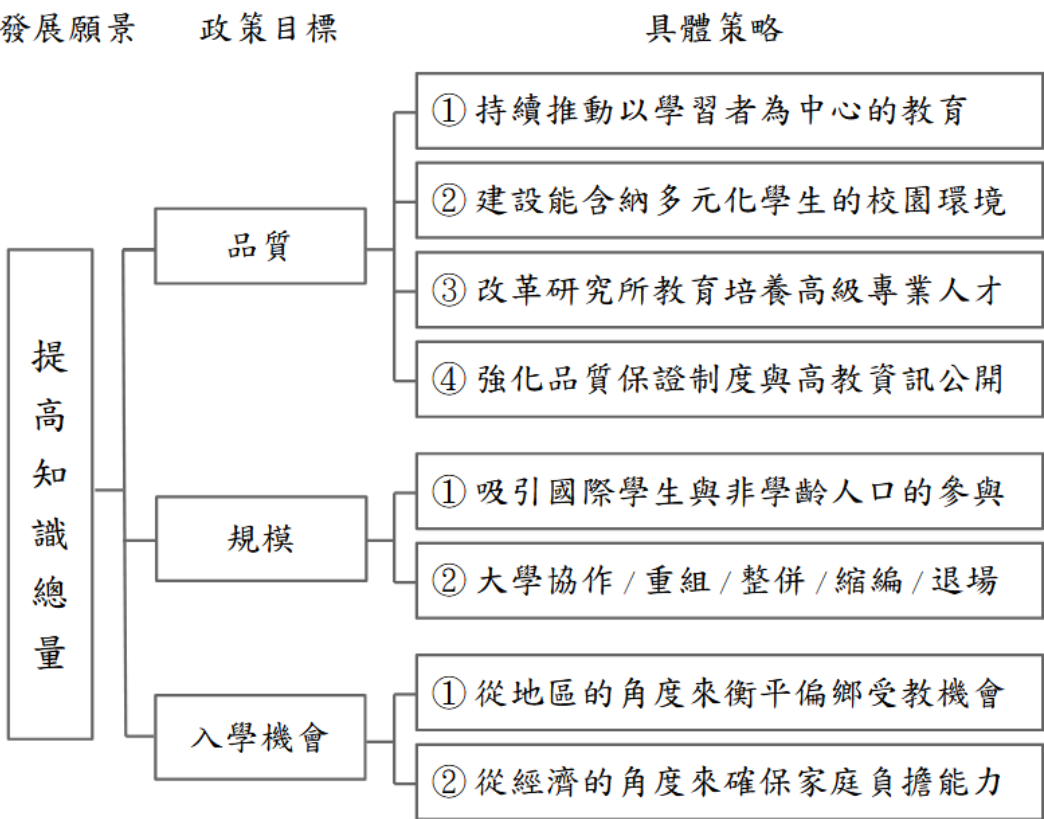 發展願景 政策目標 具體策略
提高知識總量
品質
①持續推動以學習者為中心的教育
②建設能含納多元化學生的校園環境
③改革研究所教育培養高級專業人才
④強化品質保證制度與高教資訊公開
規模
①吸引國際學生與非學齡人口的參與
②大學協作/重組/整併/縮編/退場
入學機會
①從地區的角度來衡平偏鄉受教機會
②從經濟的角度來確保家庭負擔能力